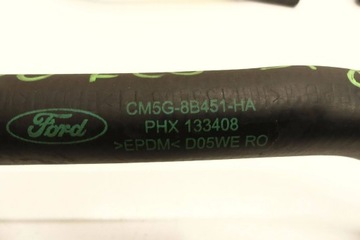 Ford
CM5G-8B451-HA
PHX 133408
>EPDM< D05WE RO